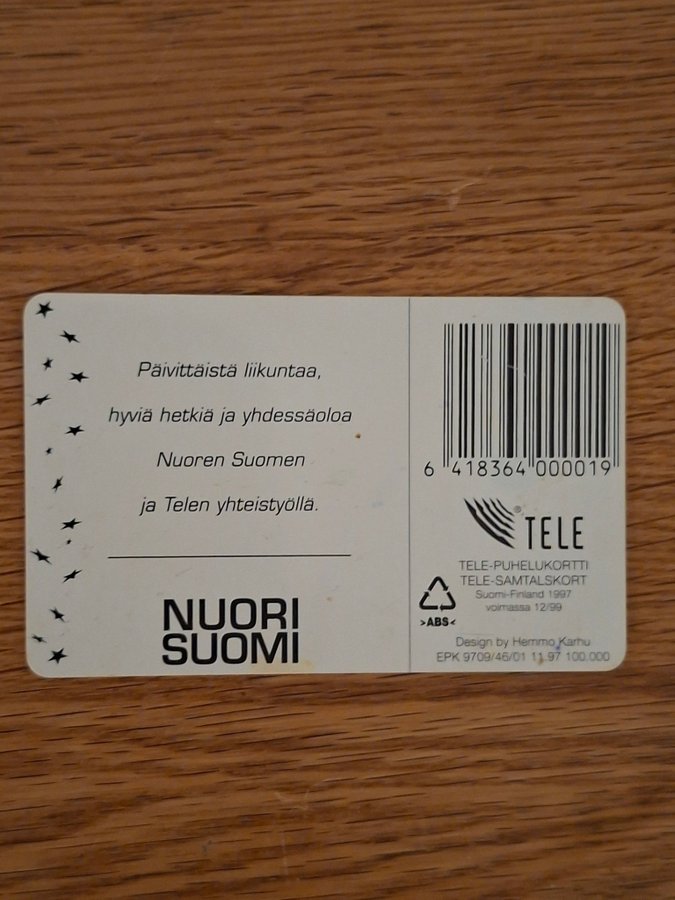 Päivittäistä liikuntaa,
hyviä hetkiä ja yhdessäoloa
Nuoren Suomen
ja Telen yhteistyöllä.
NUORI
SUOMI
6 418364 000019
TELE
TELE-PUHELUKORTTI
TELE-SAMTALSKORT
Suomi-Finland 1997
voimassa 12/99
>ABS<
Design by Hemmo Karhu
EPK 9709/46/01 11.97 100.000